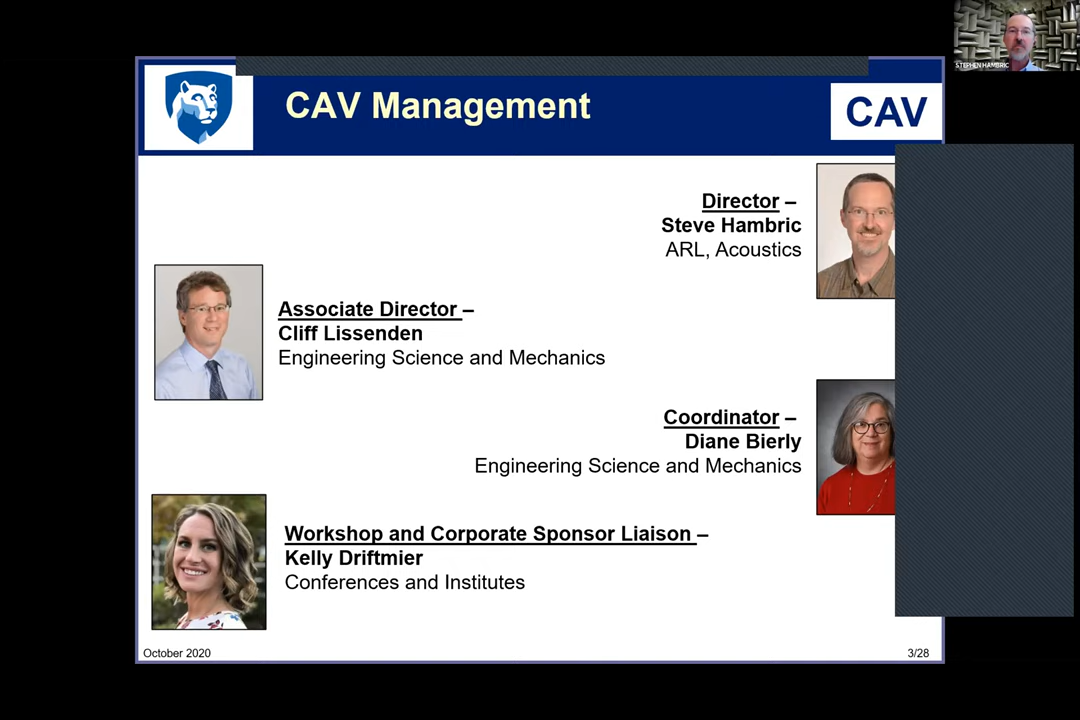 STEPHEN HAMBRIC
CAV Management
CAV
Director –
Steve Hambric
ARL, Acoustics
Associate Director –
Cliff Lissenden
Engineering Science and Mechanics
Coordinator –
Diane Bierly
Engineering Science and Mechanics
Workshop and Corporate Sponsor Liaison –
Kelly Driftmier
Conferences and Institutes
October 2020
3/28